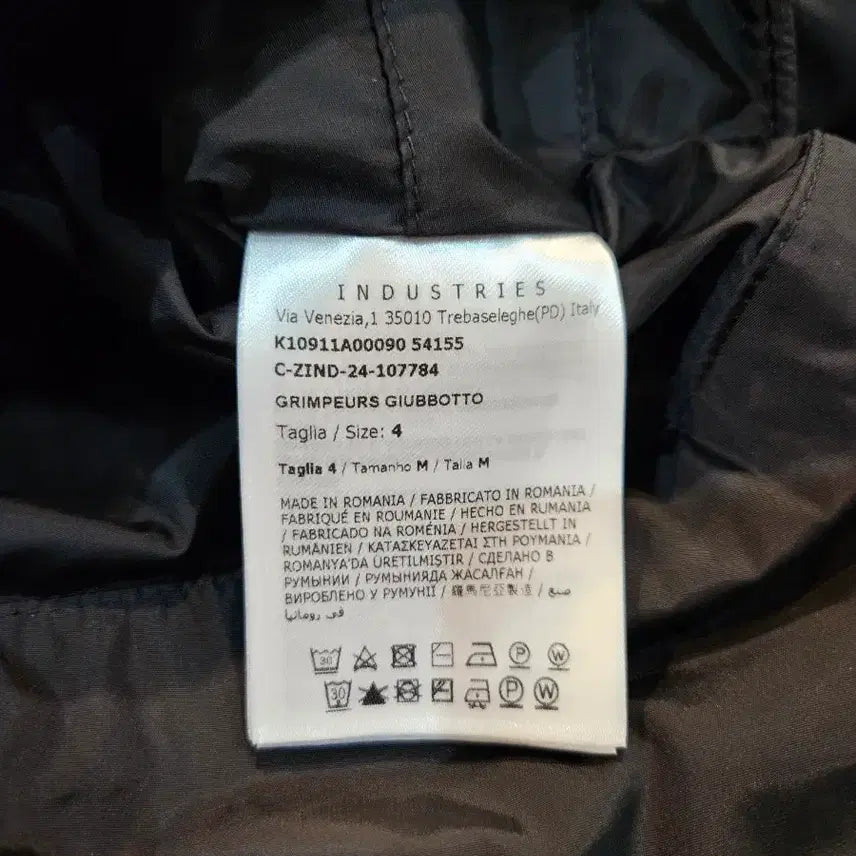 INDUSTRIES
Via Venezia,1 35010 Trebaseleghe(PD) Italy
K10911A00090 54155
C-ZIND-24-107784
GRIMPEURS GIUBBOTTO
Taglia / Size: 4
Taglia 4 / Tamanho M / Talla M
MADE IN ROMANIA / FABBRICATO IN ROMANIA /
FABRIQUÉ EN ROUMANIE / HECHO EN RUMANIA
/ FABRICADO NA ROMÉNIA / HERGESTELLT IN
RUMÄNIEN / ΚΑΤΑΣΚΕΥΑΖΕΤΑΙ ΣΤΗ ΡΟΥΜΑΝΙΑ /
ROMANYA'DA ÜRETILMIŞTIR / СДЕЛАНО В
РУМЫНИИ / РУМЫНИЯДА ЖАСАЛҒАН /
ВИРОБЛЕНО У РУМУНІЇ / 羅馬尼亞製造 / صنع
في رومانيا
30 P W
30 P W